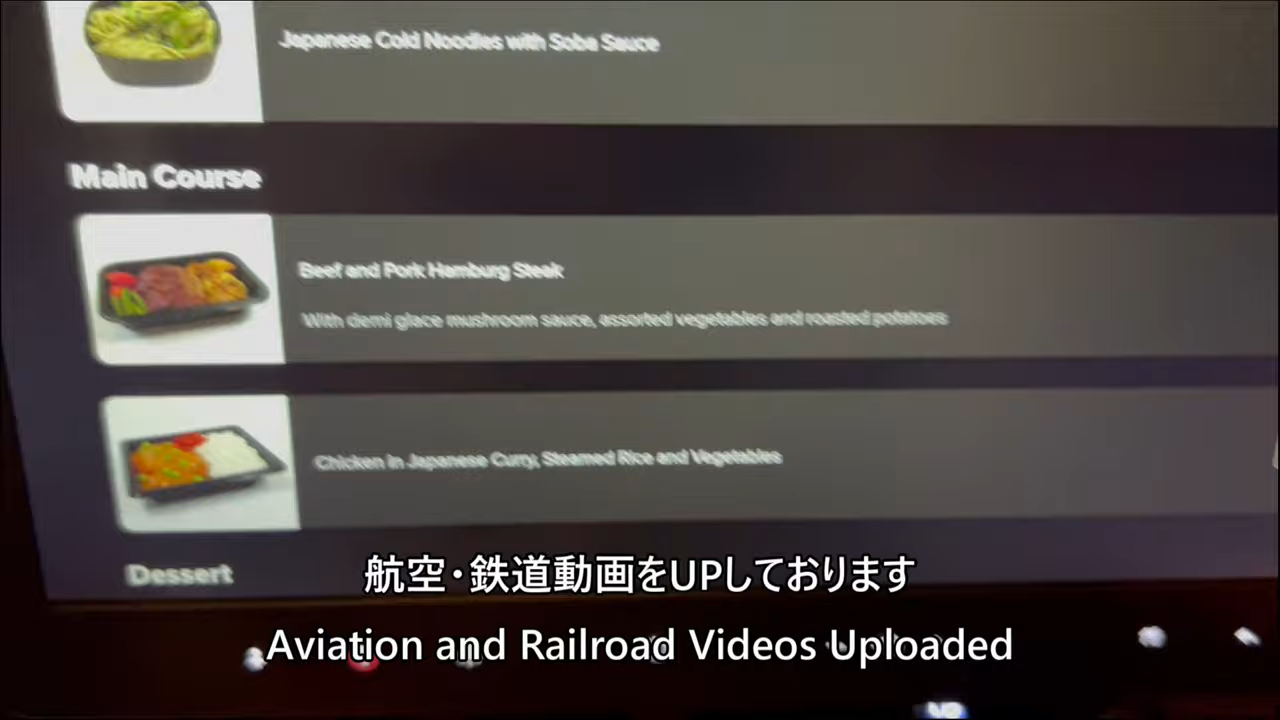 Japanese Cold Noodles with Soba Sauce
Main Course
Beef and Pork Hamburg Steak
With demi glace mushroom sauce, assorted vegetables and roasted potatoes
Chicken in Japanese Curry, Steamed Rice and Vegetables
Dessert
航空・鉄道動画をUPしております
Aviation and Railroad Videos Uploaded